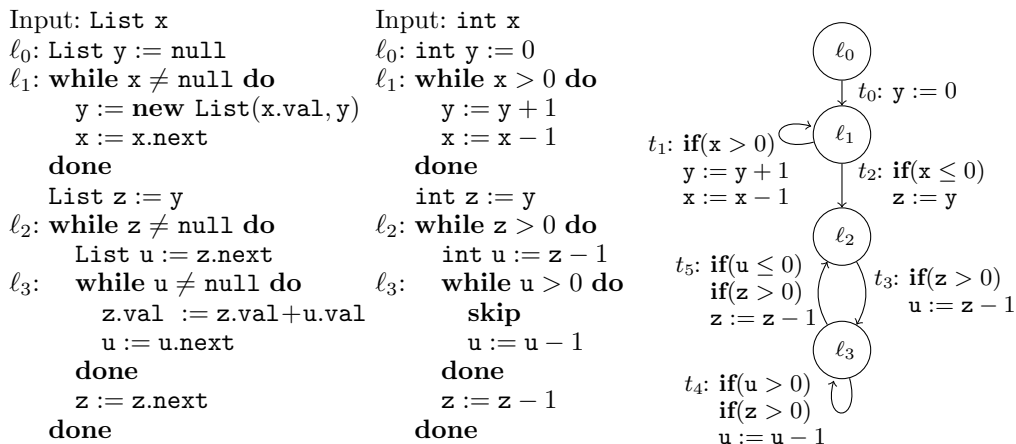 Input: List x
ℓ0: List y := null
ℓ1: while x ≠ null do
y := new List(x.val, y)
x := x.next
done
List z := y
ℓ2: while z ≠ null do
List u := z.next
ℓ3: while u ≠ null do
z.val := z.val+u.val
u := u.next
done
z := z.next
done
Input: int x
ℓ0: int y := 0
ℓ1: while x > 0 do
y := y + 1
x := x − 1
done
int z := y
ℓ2: while z > 0 do
int u := z − 1
ℓ3: while u > 0 do
skip
u := u − 1
done
z := z − 1
done
ℓ0
t0: y := 0
ℓ1
t1: if(x > 0)
y := y + 1
x := x − 1
t2: if(x ≤ 0)
z := y
ℓ2
t5: if(u ≤ 0)
if(z > 0)
z := z − 1
t3: if(z > 0)
u := z − 1
ℓ3
t4: if(u > 0)
if(z > 0)
u := u − 1